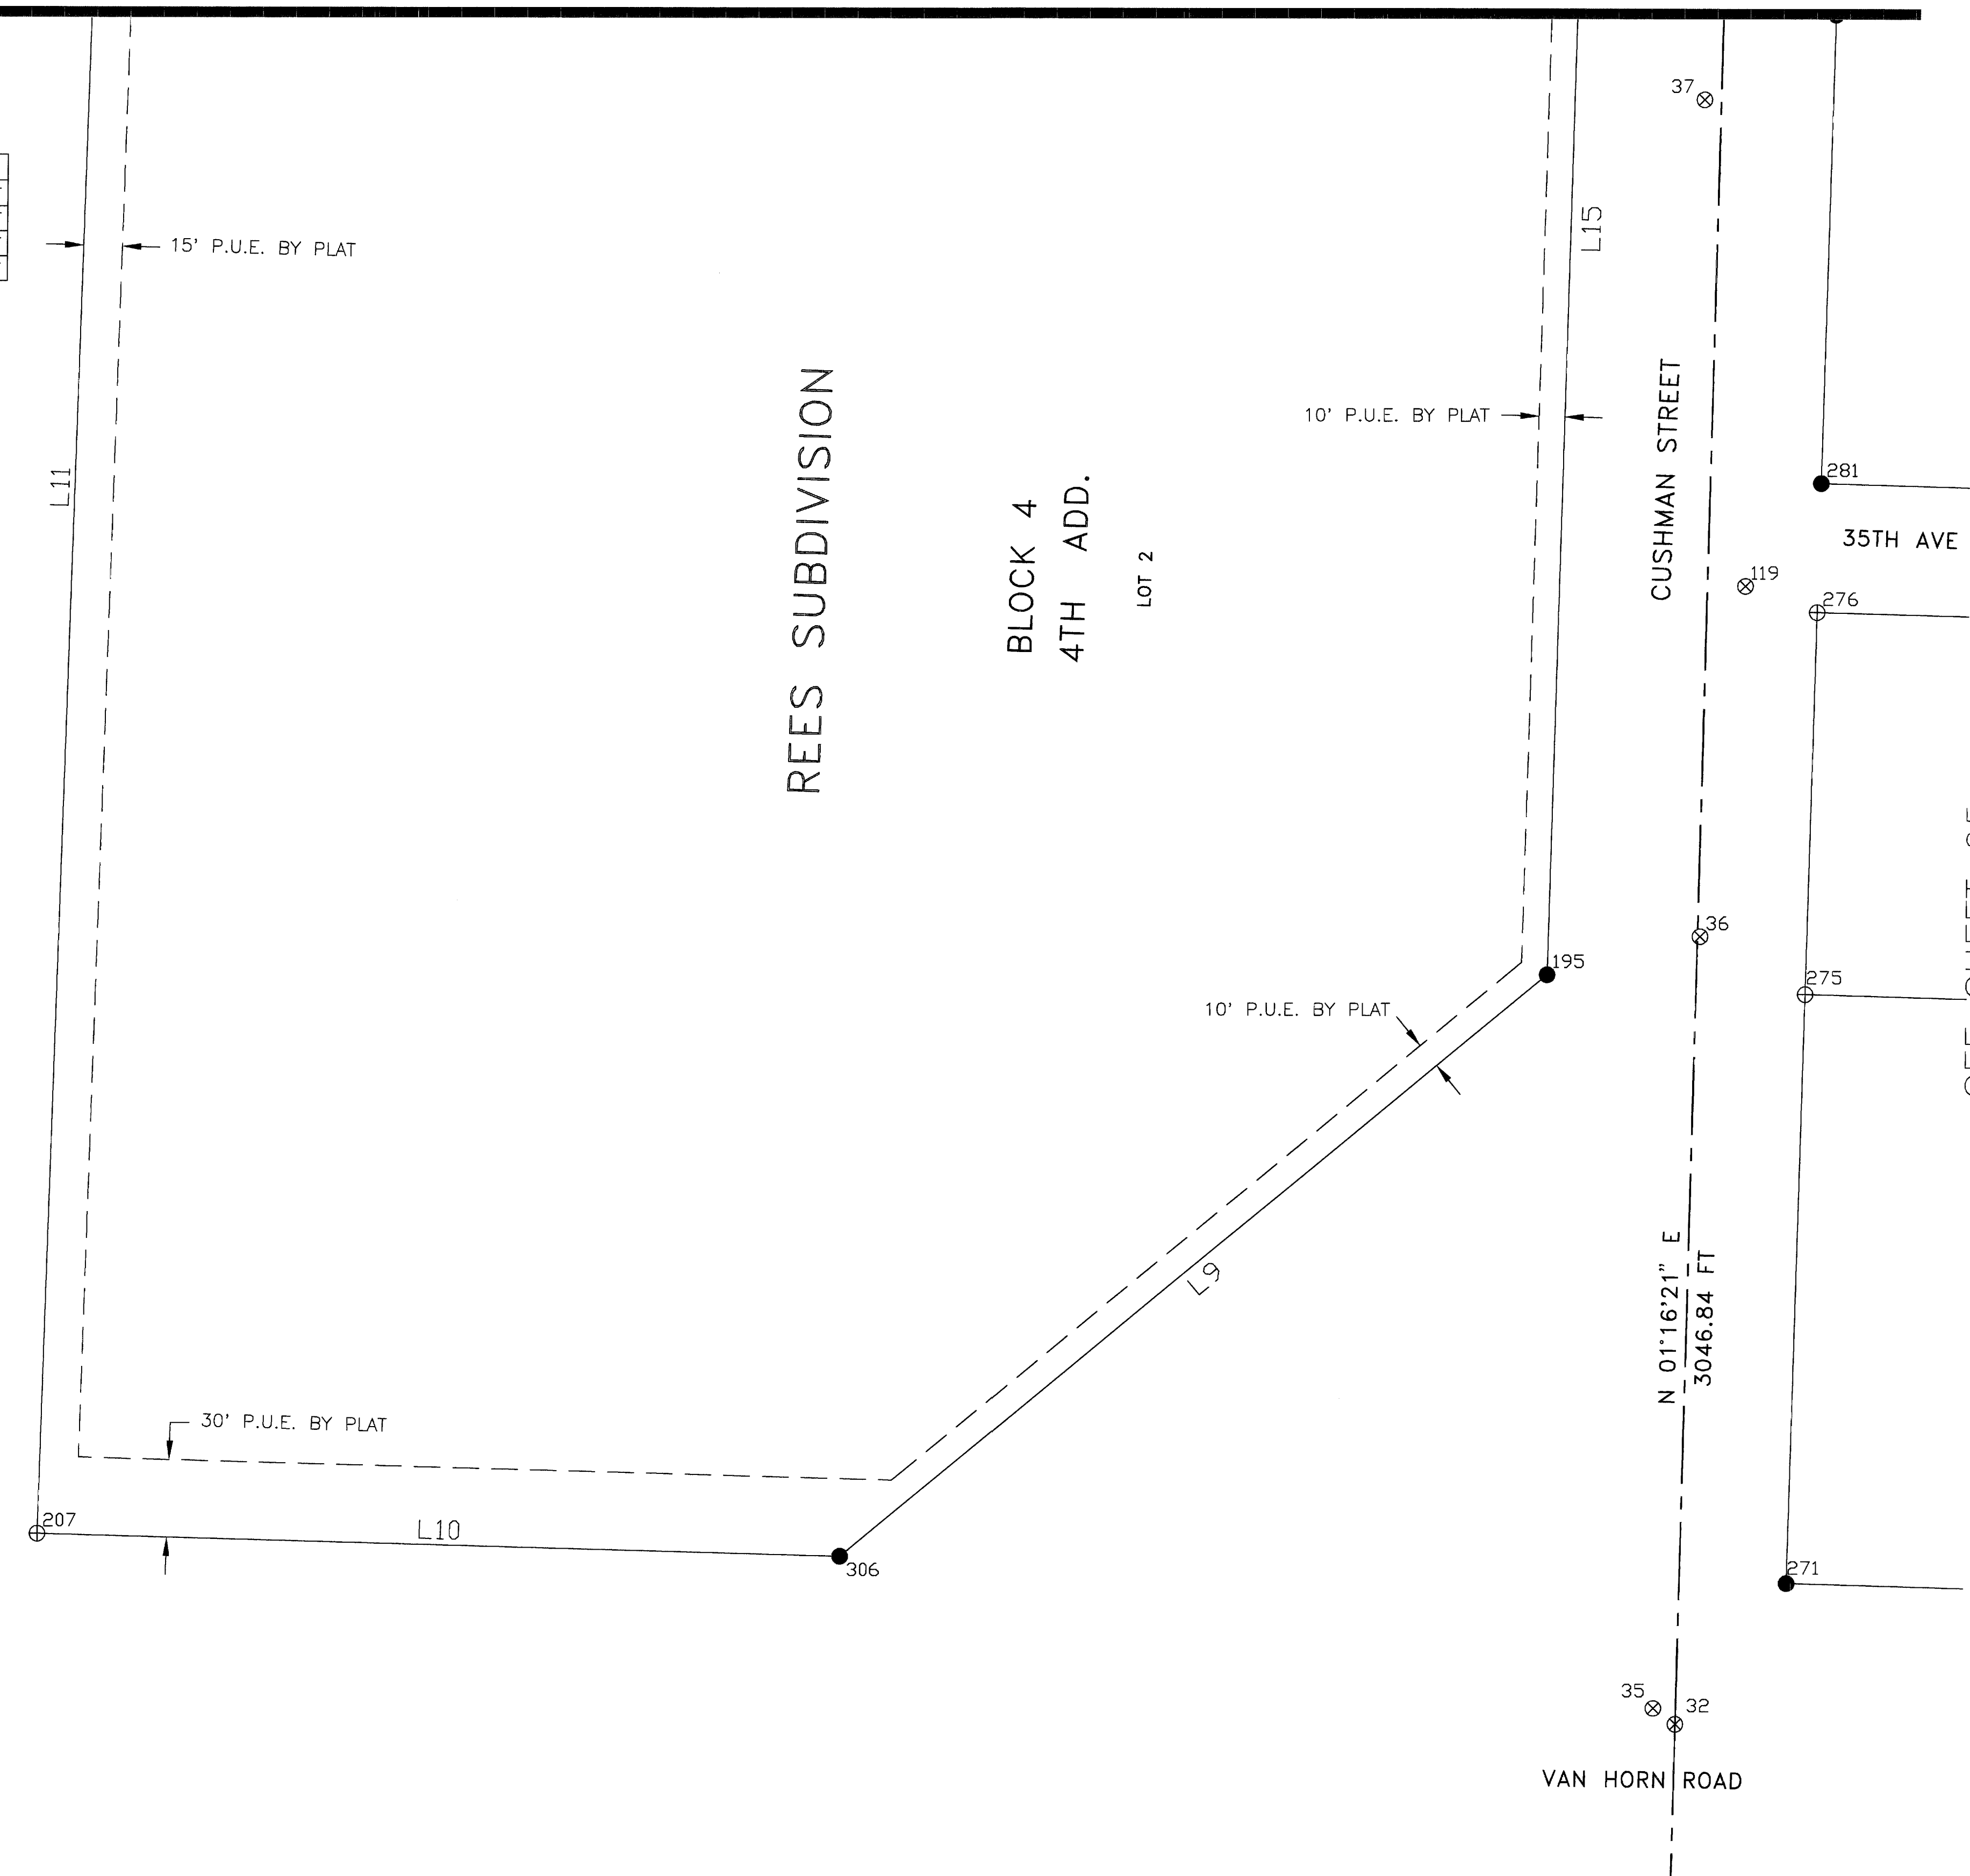 37
L15
15' P.U.E. BY PLAT
10' P.U.E. BY PLAT
L11
REES SUBDIVISION
BLOCK 4
4TH ADD.
LOT 2
CUSHMAN STREET
281
35TH AVE
119
276
36
195
275
10' P.U.E. BY PLAT
L9
N 01°16'21" E
3046.84 FT
30' P.U.E. BY PLAT
207
L10
306
271
35
32
VAN HORN ROAD